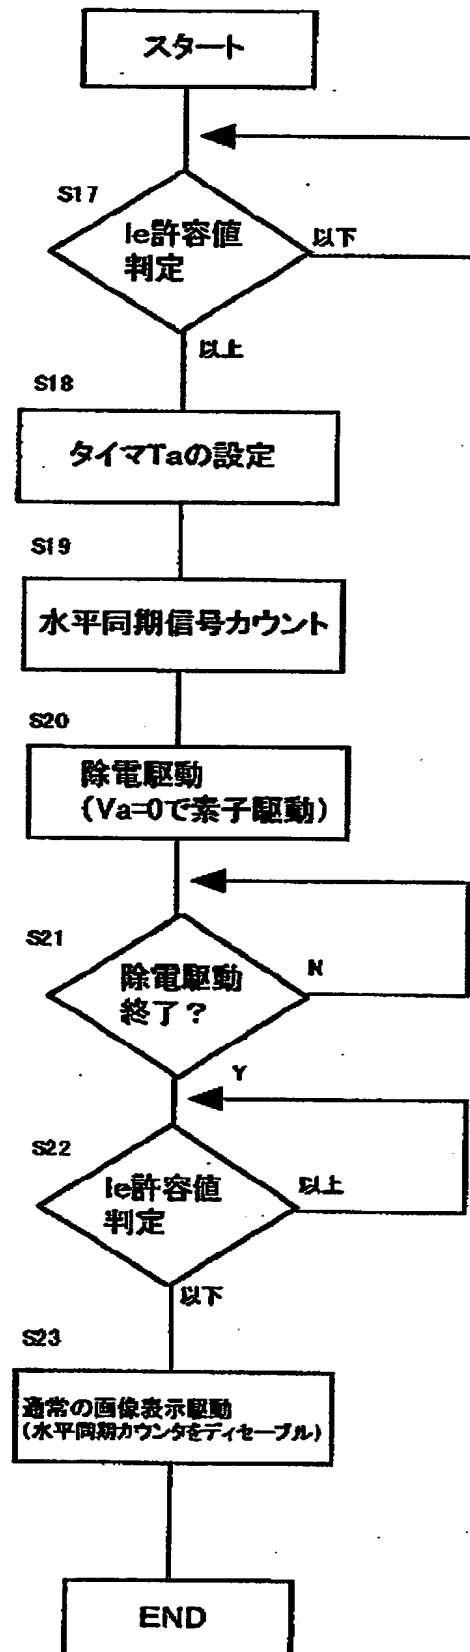 スタート
S17
Ie許容値
判定
以下
以上
S18
タイマTaの設定
S19
水平同期信号カウント
S20
除電駆動
(Va=0で素子駆動)
S21
除電駆動
終了?
N
Y
S22
Ie許容値
判定
以上
以下
S23
通常の画像表示駆動
(水平同期カウンタをディセーブル)
END